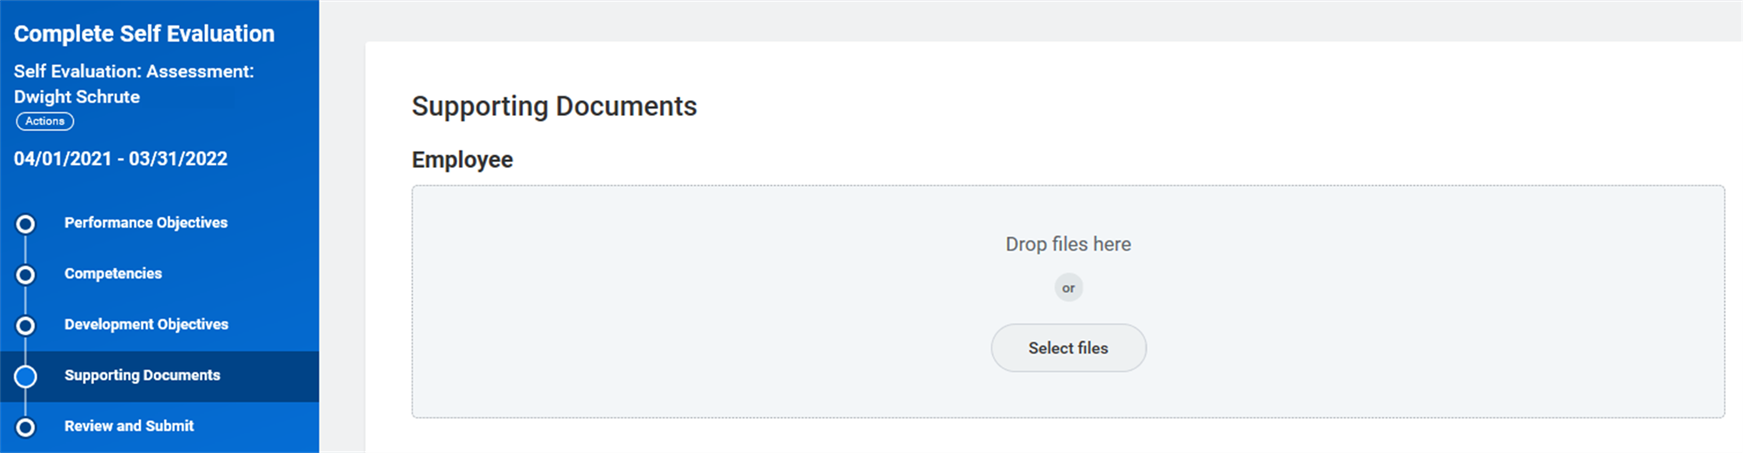 Complete Self Evaluation
Self Evaluation: Assessment:
Dwight Schrute
Actions
04/01/2021 - 03/31/2022
Performance Objectives
Competencies
Development Objectives
Supporting Documents
Review and Submit
Supporting Documents
Employee
Drop files here
or
Select files